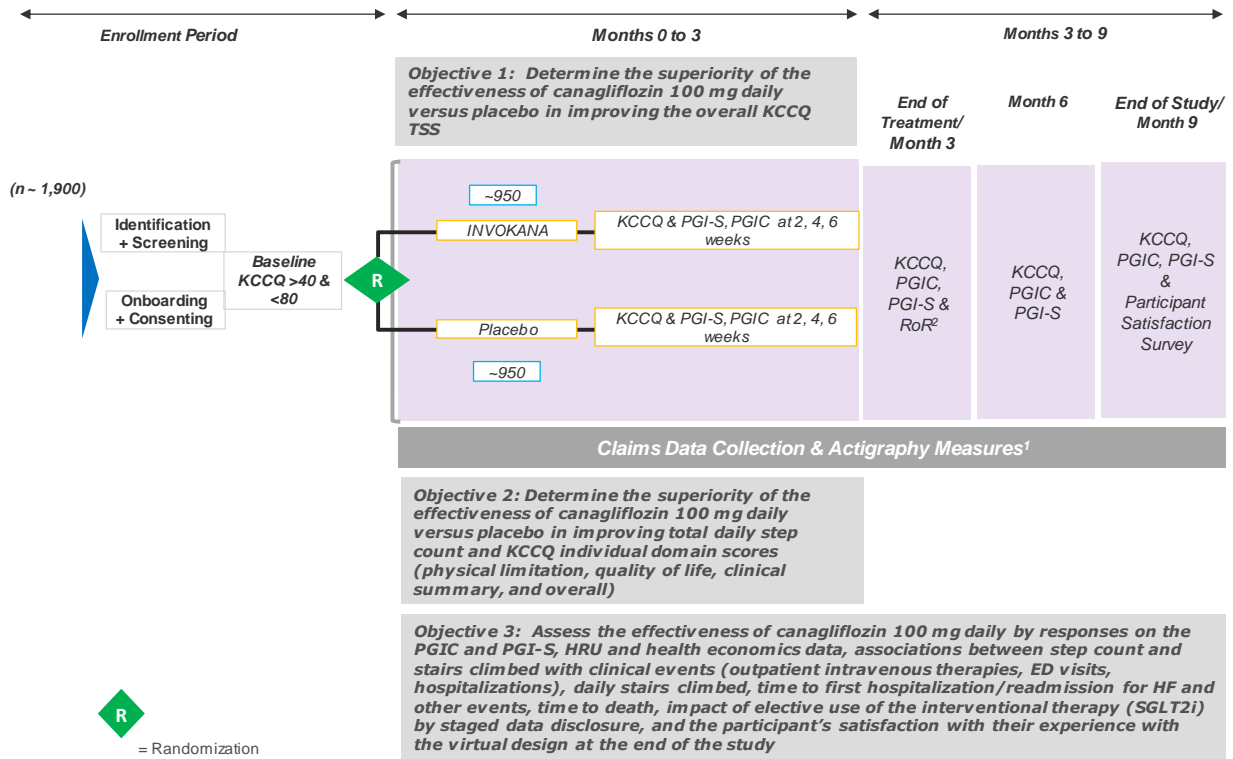 Enrollment Period
Months 0 to 3
Months 3 to 9
Objective 1: Determine the superiority of the
effectiveness of canagliflozin 100 mg daily
versus placebo in improving the overall KCCQ
TSS
End of
Treatment/
Month 3
Month 6
End of Study/
Month 9
(n ~ 1,900)
Identification
+ Screening
Onboarding
+ Consenting
Baseline
KCCQ >40 &
<80
R
~950
INVOKANA
KCCQ & PGI-S, PGIC at 2, 4, 6
weeks
Placebo
KCCQ & PGI-S, PGIC at 2, 4, 6
weeks
~950
KCCQ,
PGIC,
PGI-S &
RoR²
KCCQ,
PGIC &
PGI-S
KCCQ,
PGIC, PGI-S
&
Participant
Satisfaction
Survey
Claims Data Collection & Actigraphy Measures¹
Objective 2: Determine the superiority of the
effectiveness of canagliflozin 100 mg daily
versus placebo in improving total daily step
count and KCCQ individual domain scores
(physical limitation, quality of life, clinical
summary, and overall)
Objective 3: Assess the effectiveness of canagliflozin 100 mg daily by responses on the
PGIC and PGI-S, HRU and health economics data, associations between step count and
stairs climbed with clinical events (outpatient intravenous therapies, ED visits,
hospitalizations), daily stairs climbed, time to first hospitalization/readmission for HF and
other events, time to death, impact of elective use of the interventional therapy (SGLT2i)
by staged data disclosure, and the participant's satisfaction with their experience with
the virtual design at the end of the study
R
= Randomization